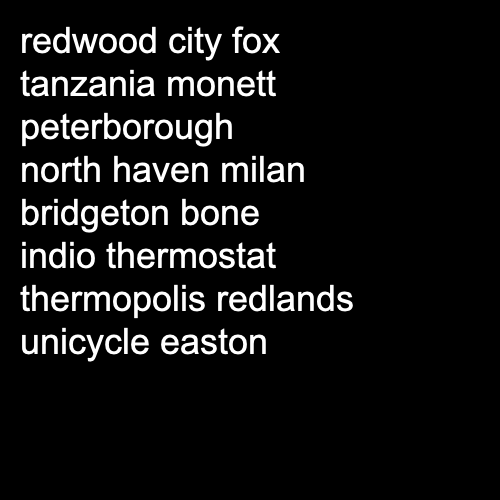 redwood city fox
tanzania monett
peterborough
north haven milan
bridgeton bone
indio thermostat
thermopolis redlands
unicycle easton